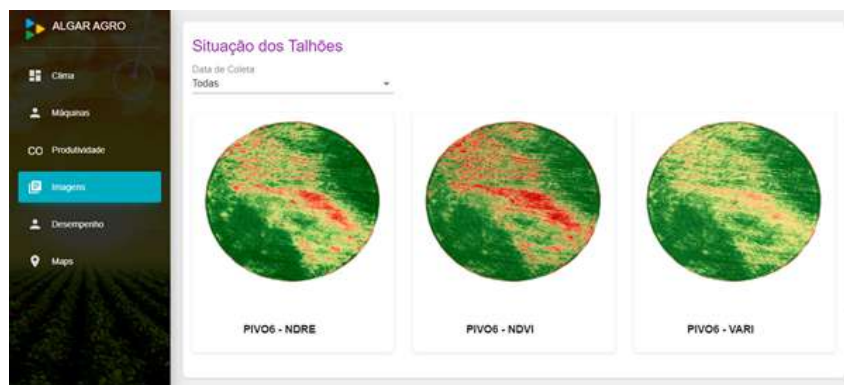 ALGAR AGRO
Clima
Máquinas
CO Produtividade
Imagens
Desempenho
Maps
Situação dos Talhões
Data de Coleta
Todas
PIVO6 - NDRE
PIVO6 - NDVI
PIVO6 - VARI